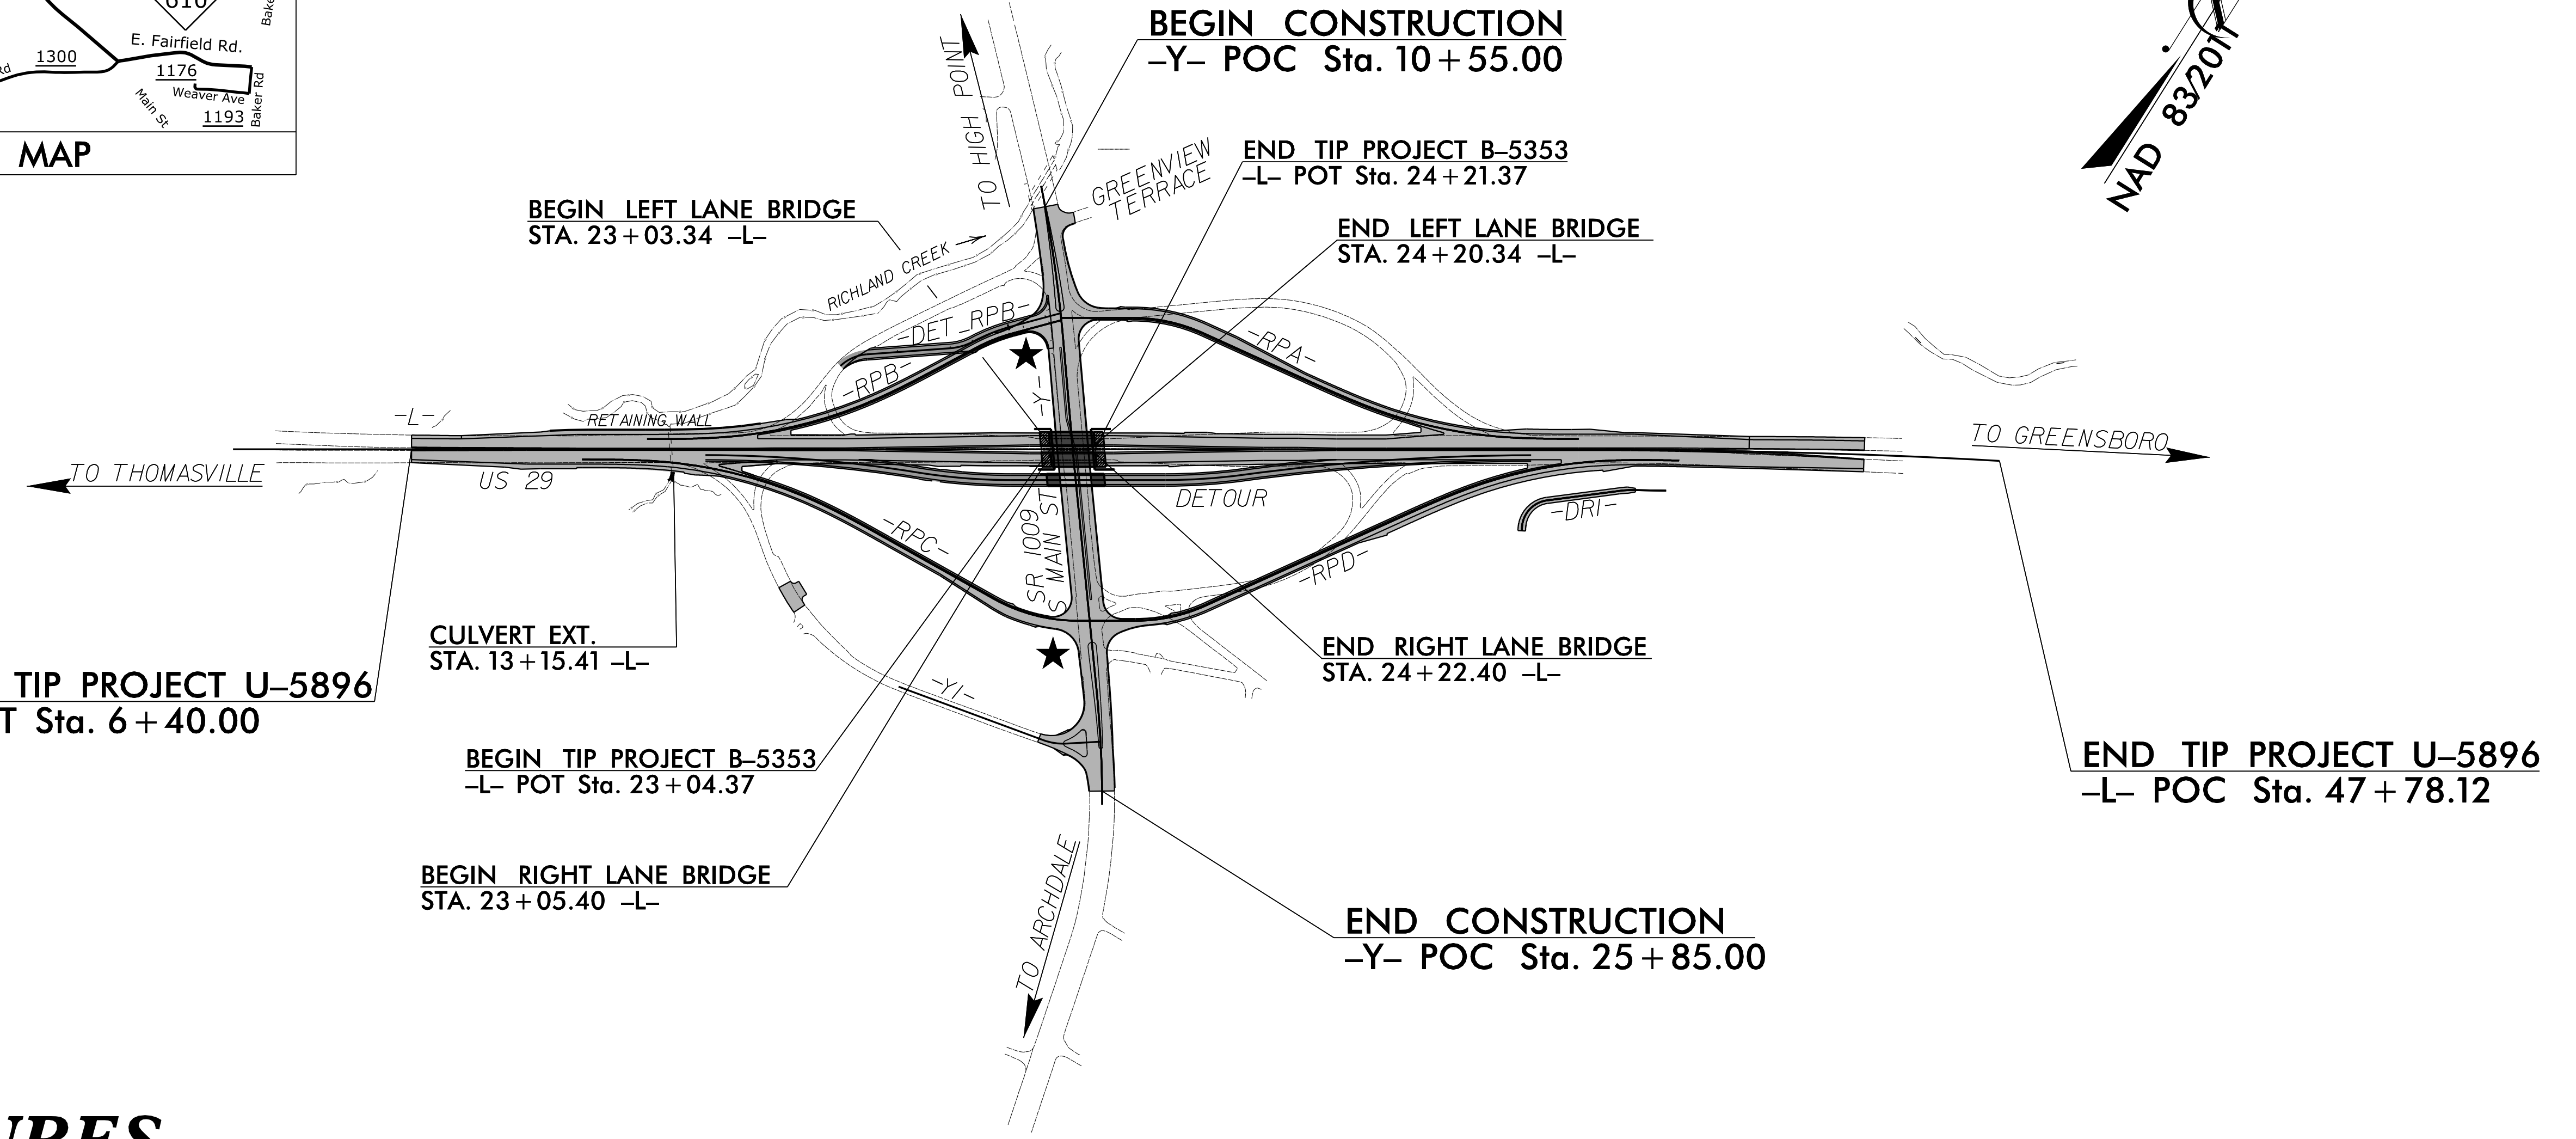 610
Bake
E. Fairfield Rd.
1300
Rd
1176
Weaver Ave
Baker Rd
Main St
1193
MAP
BEGIN CONSTRUCTION
–Y– POC Sta. 10+55.00
NAD 83/2011
TO HIGH POINT
GREENVIEW
TERRACE
END TIP PROJECT B–5353
–L– POT Sta. 24+21.37
BEGIN LEFT LANE BRIDGE
STA. 23+03.34 –L–
END LEFT LANE BRIDGE
STA. 24+20.34 –L–
RICHLAND CREEK
-DET_RPB-
-RPA-
-RPB-
-Y-
-L-
RETAINING WALL
TO GREENSBORO
TO THOMASVILLE
US 29
DETOUR
-DRI-
-RPC-
SR 1009
S MAIN ST
-RPD-
CULVERT EXT.
STA. 13+15.41 –L–
END RIGHT LANE BRIDGE
STA. 24+22.40 –L–
TIP PROJECT U–5896
T Sta. 6+40.00
-Y1-
BEGIN TIP PROJECT B–5353
–L– POT Sta. 23+04.37
END TIP PROJECT U–5896
–L– POC Sta. 47+78.12
BEGIN RIGHT LANE BRIDGE
STA. 23+05.40 –L–
TO ARCHDALE
END CONSTRUCTION
–Y– POC Sta. 25+85.00